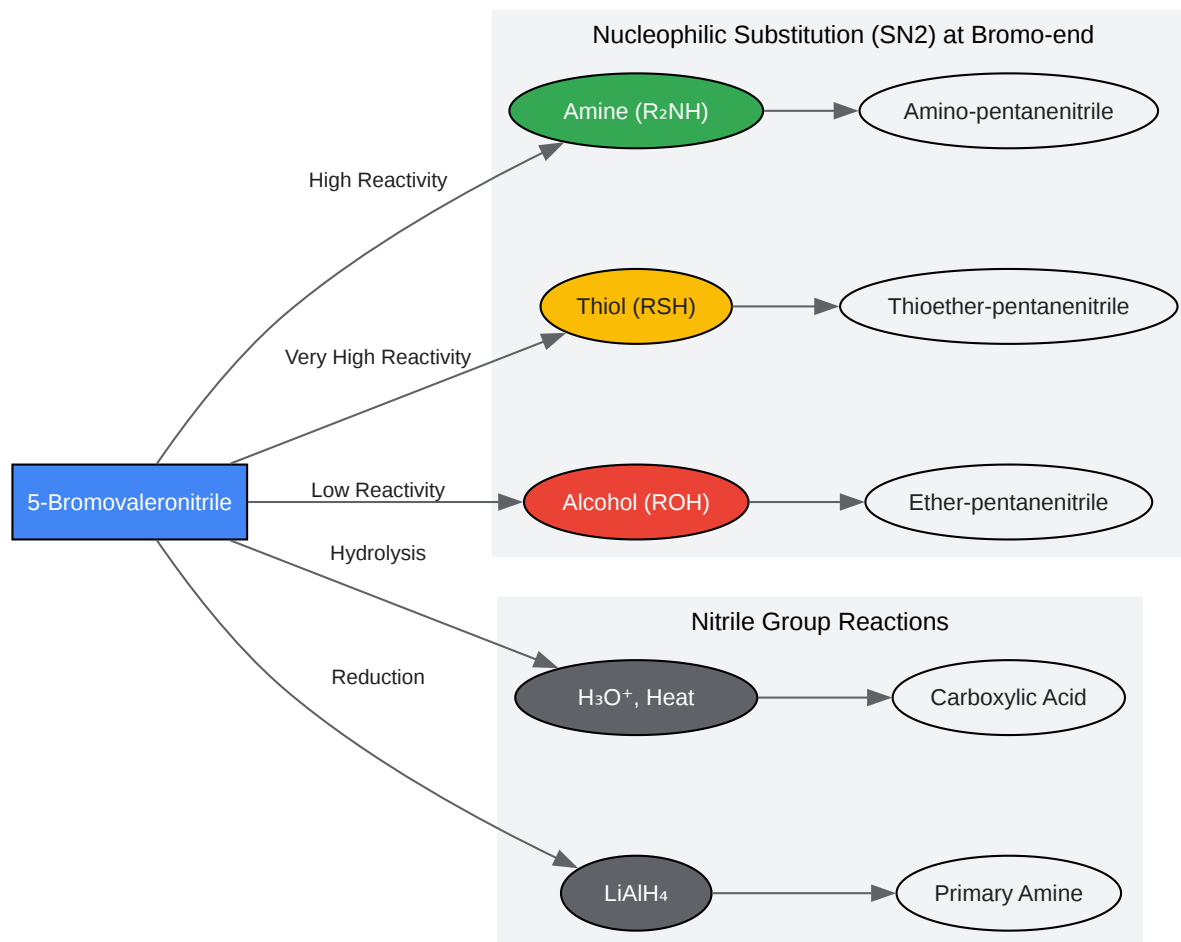 Nucleophilic Substitution (SN2) at Bromo-end
Amine (R₂NH)
Amino-pentanenitrile
High Reactivity
Thiol (RSH)
Thioether-pentanenitrile
Very High Reactivity
5-Bromovaleronitrile
Low Reactivity
Alcohol (ROH)
Ether-pentanenitrile
Hydrolysis
Nitrile Group Reactions
Reduction
H₃O⁺, Heat
Carboxylic Acid
LiAlH₄
Primary Amine